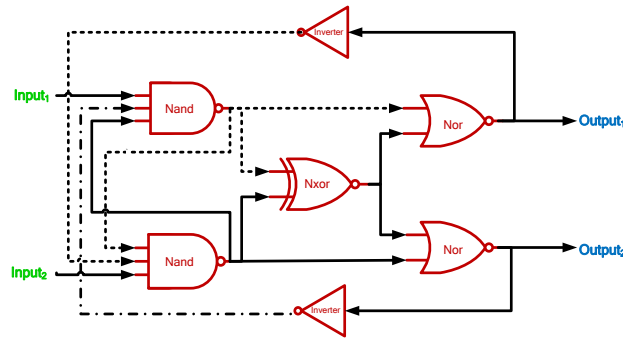 Inverter
Input₁
Nand
Nor
Output₁
Nxor
Nand
Nor
Output₂
Input₂
Inverter